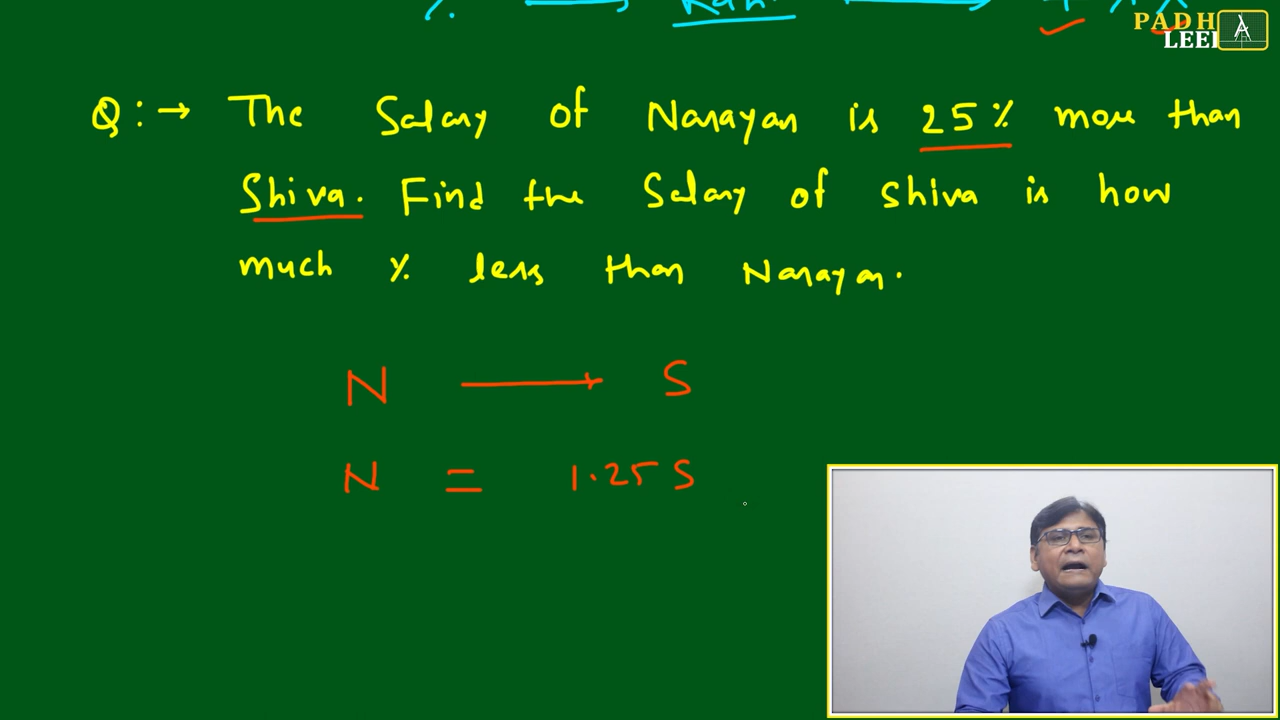 PADH
LEEI
Q:→ The Salary of Narayan is 25% more than
Shiva. Find the Salary of Shiva is how
much % less than Narayan.
N → S
N = 1.25 S